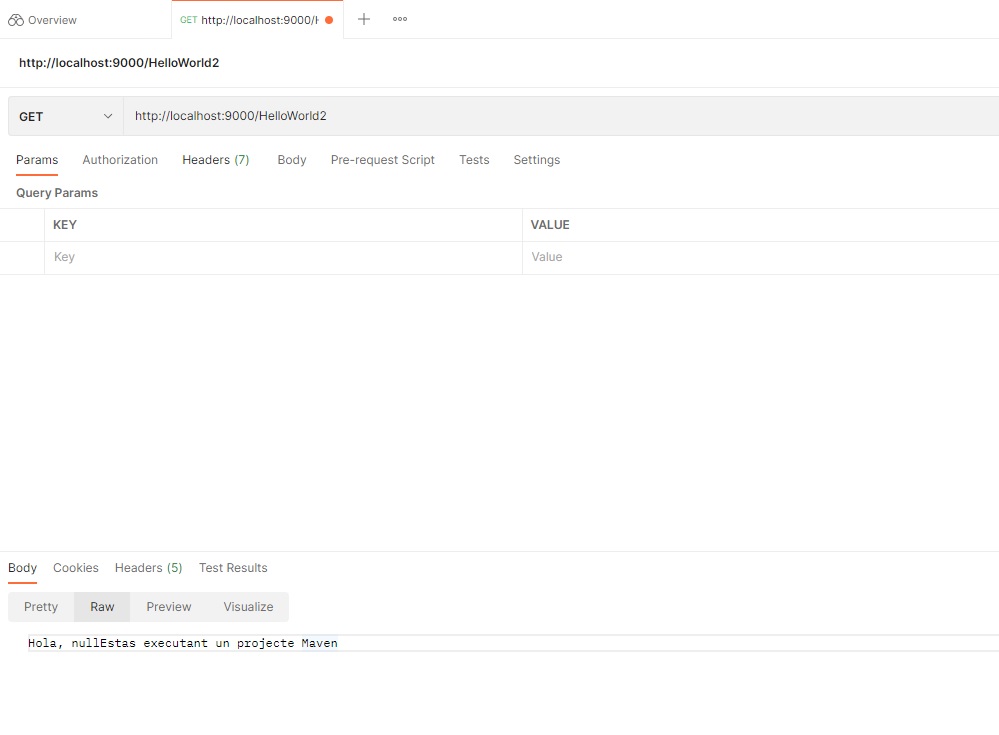 Overview
GET http://localhost:9000/H
http://localhost:9000/HelloWorld2
GET http://localhost:9000/HelloWorld2
Params Authorization Headers (7) Body Pre-request Script Tests Settings
Query Params
KEY VALUE
Key Value
Body Cookies Headers (5) Test Results
Pretty Raw Preview Visualize
Hola, nullEstas executant un projecte Maven